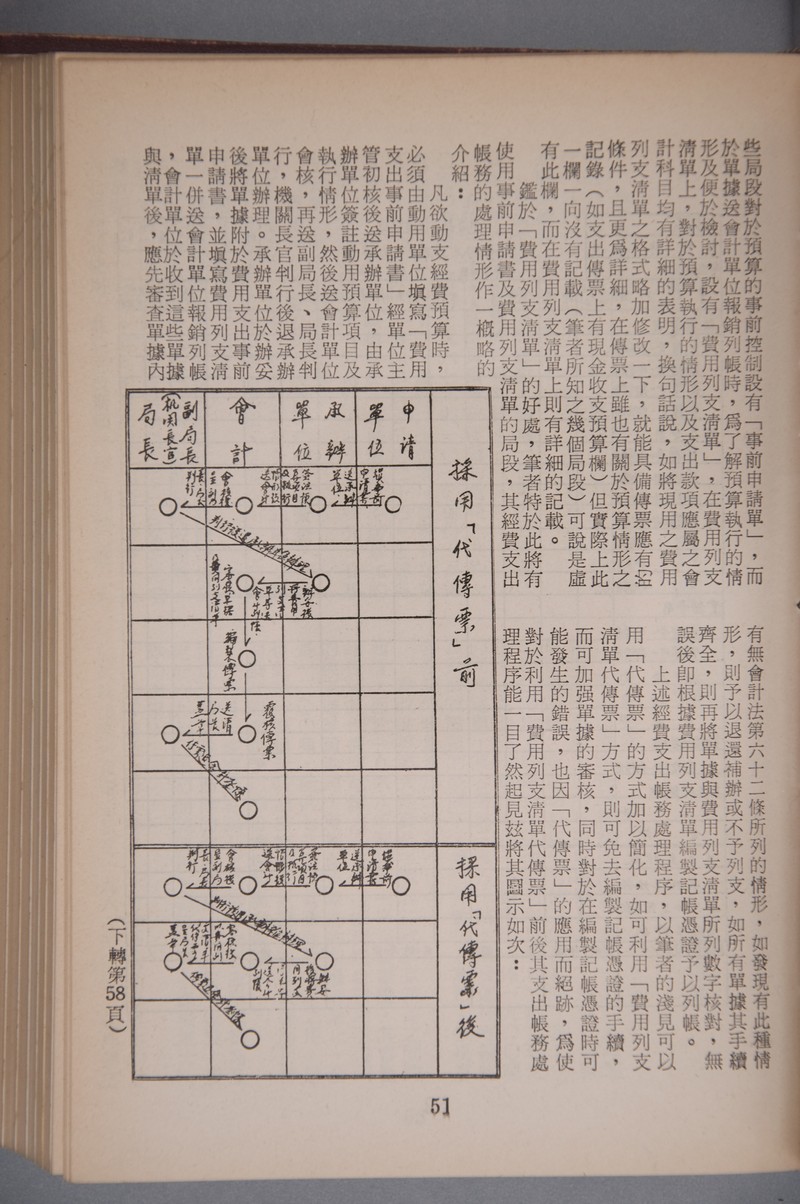 些局段對於預算的事前控制設有「事前申請單」，而
於單據送會計單位報銷列帳時，爲了解預算執行的情
形及便於檢討，設有「費用列支清單」，在費用列支
清單上，對於預算執行的情形以及支出款項應屬之會
計科目均有詳細的表明，換句話說，如將現用之費用
列支清單之格式略加修改一下，就能具備傳票應有的
條件，且更爲詳細，在傳票上雖也有關於預算情形之
記錄（如支出傳票上有現金收支預算欄）但實際上此
一欄一向沒有記載（筆者所知之幾個局段）可說是虛
有此欄，而在費用列支清單上則有詳細的記載。
鑑於「費用列支清單」的好處，筆者特於此將有
使用事前申請書及費用列支清單的局段，其經費支出
帳務的處理情形作一概略的
介紹：
凡欲動支經費預算時，
必須由動用單位填寫「費用
支出事前申請書」經單位主
管初核後送承辦單位，由承
辦單位簽註動用預算項目及
執行情形，然後送會計單位
會核，再送副局長、局長判
行，機關長官判行後退承辦
單位辦理。承辦單位於辦妥
後將單據附於費用支出事前
申請書，並填寫費用列支清
單一併送會計單位報銷列帳
，會計單位於收到這些單據
與清單後，應先審查單據內
有無會計法第六十二條所列的情形，如發現有此種情
形，則予以退還補辦或不予列支，如所有單據其手續
齊全，則再將單據與費用列支清單所列數字核對，無
誤後卽根據費用列支清單編製記帳憑證予以列帳。
上述經費支出帳務處理程序，以筆者的淺見可以
用「代傳票」的方式加以簡化，如可利用「費用列支
清單代傳票」方式，則可免去編製記帳憑證的手續，
而可加强單據的審核，同時對於在編製記帳憑證時可
能發生的錯誤，也因「代傳票」的應用而絕跡，爲使
對於利用「費用列支清單代傳票」前後其支出帳務處
理程序能一目了然起見玆將其圖示如次：
採用「代傳票」前
採用「代傳票」後
申請單位
承辦單位
會計
副局長
（机関長官）
局長
編製傳票
覆核傳票
（下轉第58頁）
51